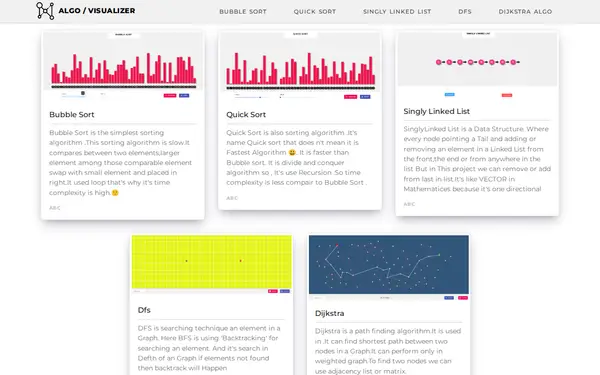 ALGO / VISUALIZER
BUBBLE SORT QUICK SORT SINGLY LINKED LIST DFS DIJKSTRA ALGO
Bubble Sort
Bubble Sort is the simplest sorting
algorithm .This sorting algorithm is slow.It
compares between two elements,larger
element among those comparable element
swap with small element and placed in
right.It used loop that's why it's time
complexity is high.🙁
ABC
Quick Sort
Quick Sort is also sorting algorithm .It's
name Quick sort that does n't mean it is
Fastest Algorithm 😀. It is faster than
Bubble sort. It is divide and conquer
algorithm so , It's use Recursion. So time
complexity is less compair to Bubble Sort .
ABC
Singly Linked List
SinglyLinked List is a Data Structure. Where
every node pointing a Tail and adding or
removing an element in a Linked List from
the front,the end or from anywhere in the
list But in This project we can remove or add
from last in list.It's like VECTOR in
Mathematices because it's one directional
ABC
Dfs
DFS is searching technique an element in a
Graph. Here BFS is using 'Backtracking' for
searching an element. And it's search in
Defth of an Graph if elements not found
then backtrack will Happen
Dijkstra
Dijkstra is a path finding algorithm.It is used
in .It can find shortest path between two
nodes in a Graph.It can perform only in
weighted graph.To find two nodes we can
use adjacency list or matrix.